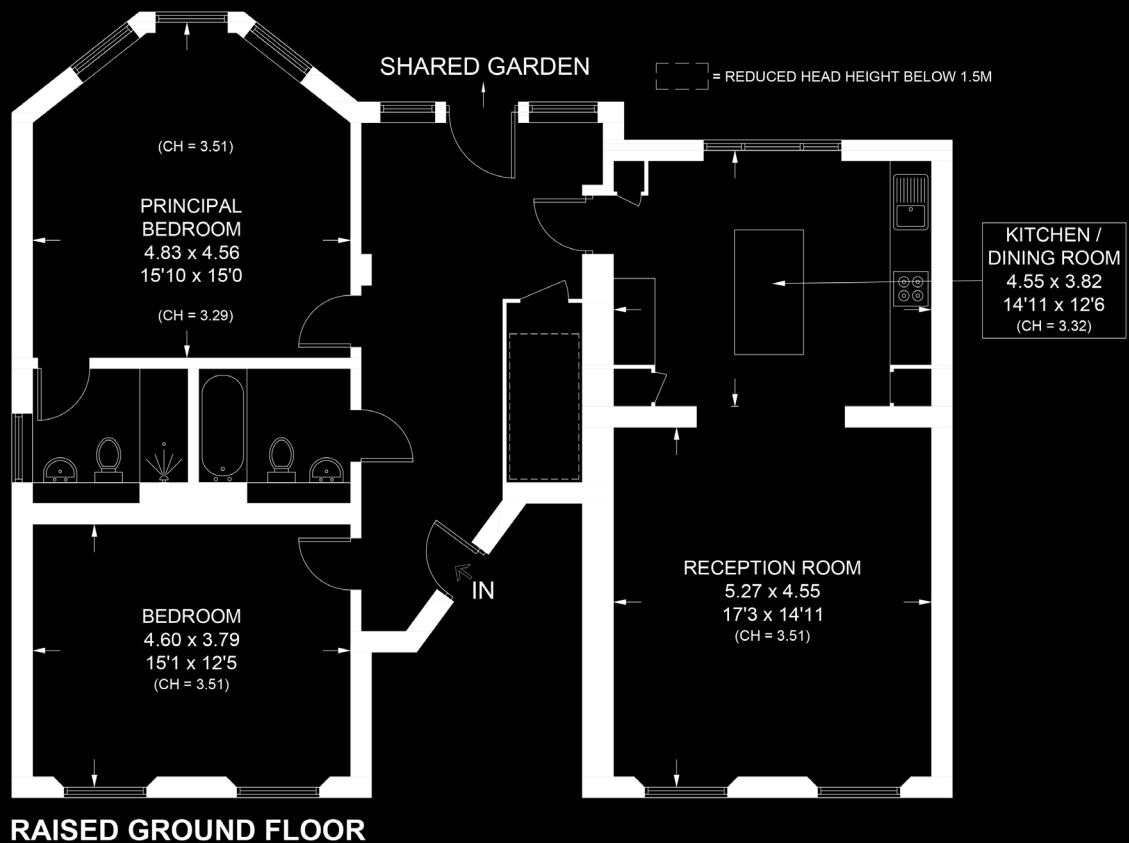 SHARED GARDEN
= REDUCED HEAD HEIGHT BELOW 1.5M
(CH = 3.51)
PRINCIPAL
BEDROOM
4.83 x 4.56
15'10 x 15'0
(CH = 3.29)
KITCHEN /
DINING ROOM
4.55 x 3.82
14'11 x 12'6
(CH = 3.32)
IN
RECEPTION ROOM
5.27 x 4.55
17'3 x 14'11
(CH = 3.51)
BEDROOM
4.60 x 3.79
15'1 x 12'5
(CH = 3.51)
RAISED GROUND FLOOR